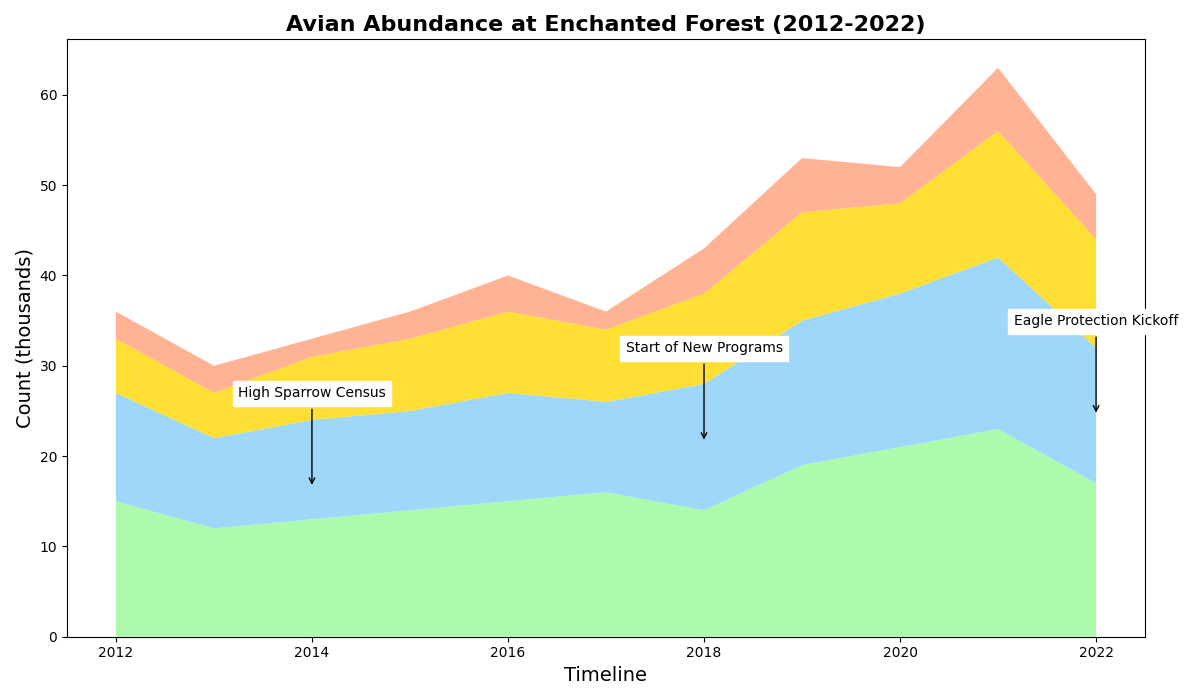 Avian Abundance at Enchanted Forest (2012-2022)
Count (thousands)
60
50
40
30
20
10
0
Eagle Protection Kickoff
Start of New Programs
High Sparrow Census
2012
2014
2016
2018
2020
2022
Timeline